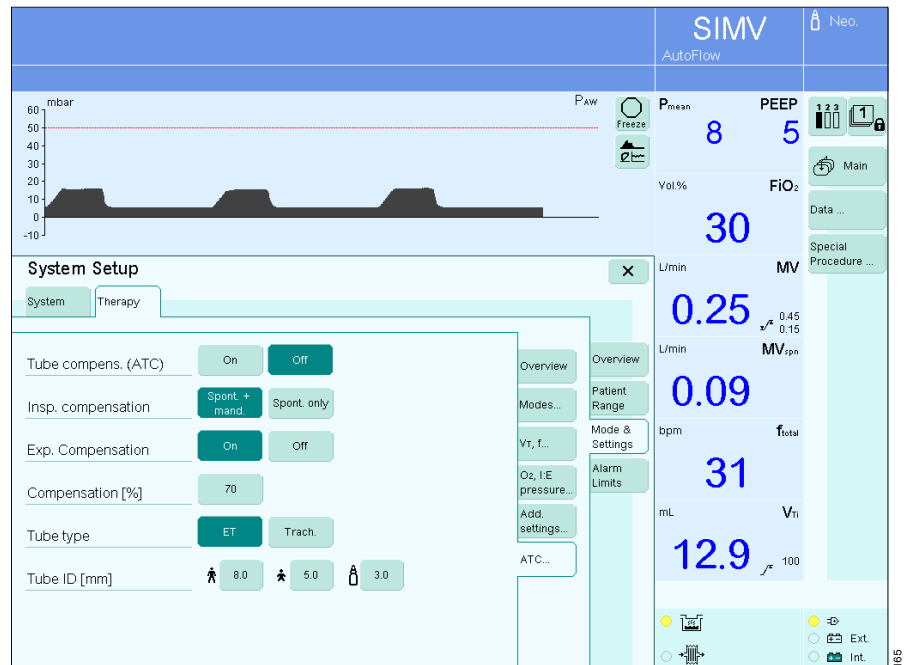 SIMV
AutoFlow
Neo.
mbar
60
50
40
30
20
10
0
-10
PAW
Freeze
Pmean PEEP
8 5
Vol.% FiO2
30
L/min MV
0.25 0.45
0.15
L/min MVspn
0.09
bpm ftotal
31
mL VTi
12.9 100
1 2 3
1
Main
Data ...
Special
Procedure ...
System Setup
System Therapy
Tube compens. (ATC) On Off
Insp. compensation Spont. +
mand. Spont. only
Exp. Compensation On Off
Compensation [%] 70
Tube type ET Trach.
Tube ID [mm] 8.0 5.0 3.0
Overview
Modes...
VT, f...
O2, I:E
pressure...
Add.
settings...
ATC...
Overview
Patient
Range
Mode &
Settings
Alarm
Limits
Ext.
Int.